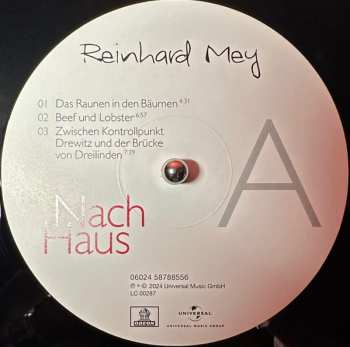 Reinhard Mey
01 Das Raunen in den Bäumen 4:31
02 Beef und Lobster 6:57
03 Zwischen Kontrollpunkt
Drewitz und der Brücke
von Dreilinden 7:39
A
Nach
Haus
06024 58788556
℗ + © 2024 Universal Music GmbH
LC 00287
ODEON
UNIVERSAL
UNIVERSAL MUSIC GROUP